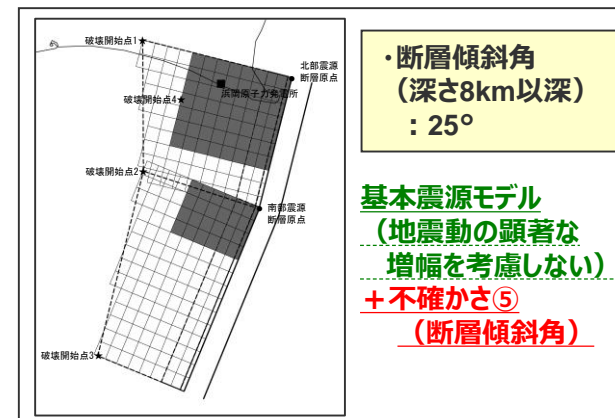 破壊開始点1★
北部震源
断層原点
浜岡原子力発電所
破壊開始点4★
破壊開始点2★
南部震源
断層原点
破壊開始点3★
・断層傾斜角
（深さ8km以深）
：25°
基本震源モデル
（地震動の顕著な
増幅を考慮しない）
＋不確かさ⑤
（断層傾斜角）